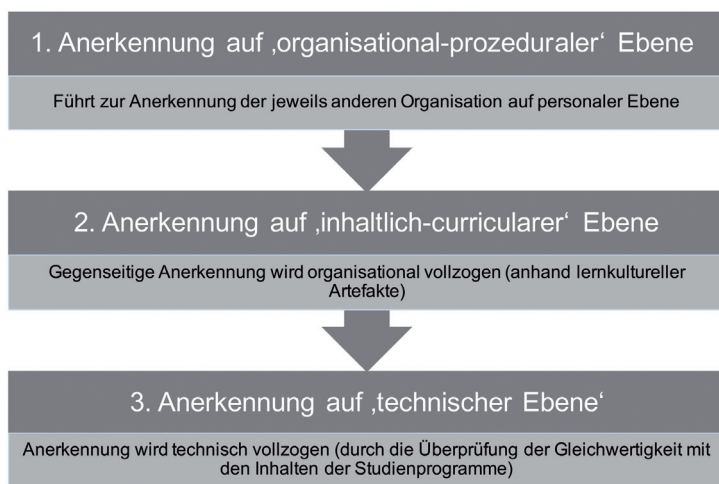 1. Anerkennung auf ‚organisational-prozeduraler‘ Ebene
Führt zur Anerkennung der jeweils anderen Organisation auf personaler Ebene
2. Anerkennung auf ‚inhaltlich-curricularer‘ Ebene
Gegenseitige Anerkennung wird organisational vollzogen (anhand lernkultureller
Artefakte)
3. Anerkennung auf ‚technischer Ebene‘
Anerkennung wird technisch vollzogen (durch die Überprüfung der Gleichwertigkeit mit
den Inhalten der Studienprogramme)